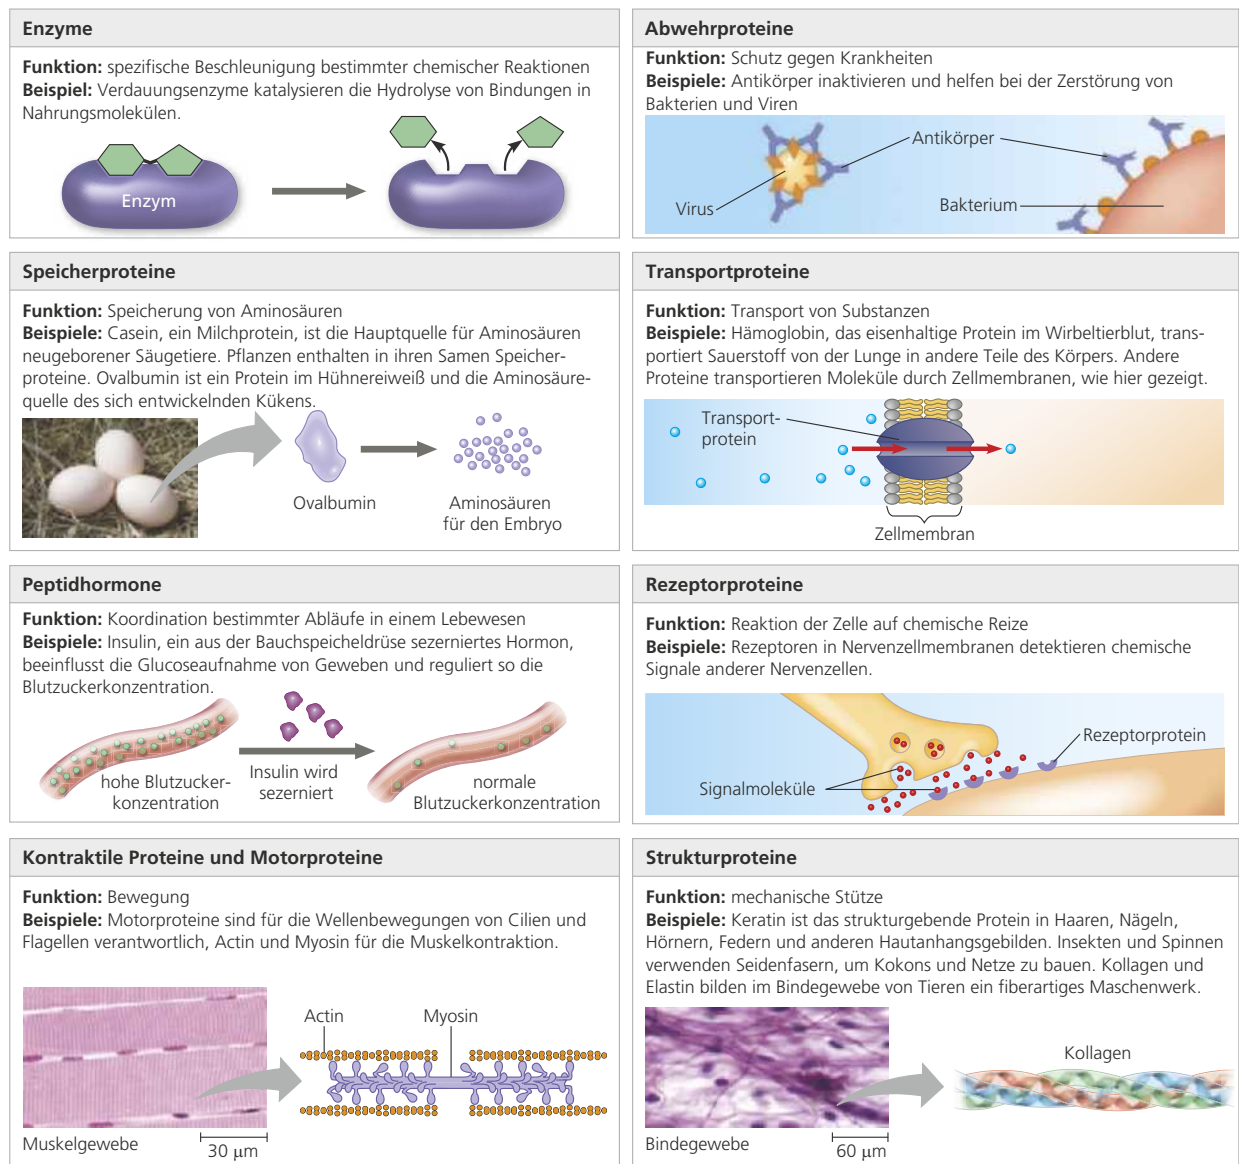 Enzyme
Funktion: spezifische Beschleunigung bestimmter chemischer Reaktionen
Beispiel: Verdauungsenzyme katalysieren die Hydrolyse von Bindungen in
Nahrungsmolekülen.
Enzym
Abwehrproteine
Funktion: Schutz gegen Krankheiten
Beispiele: Antikörper inaktivieren und helfen bei der Zerstörung von
Bakterien und Viren
Antikörper
Virus
Bakterium
Speicherproteine
Funktion: Speicherung von Aminosäuren
Beispiele: Casein, ein Milchprotein, ist die Hauptquelle für Aminosäuren
neugeborener Säugetiere. Pflanzen enthalten in ihren Samen Speicher-
proteine. Ovalbumin ist ein Protein im Hühnereiweiß und die Aminosäure-
quelle des sich entwickelnden Kükens.
Ovalbumin
Aminosäuren
für den Embryo
Transportproteine
Funktion: Transport von Substanzen
Beispiele: Hämoglobin, das eisenhaltige Protein im Wirbeltierblut, trans-
portiert Sauerstoff von der Lunge in andere Teile des Körpers. Andere
Proteine transportieren Moleküle durch Zellmembranen, wie hier gezeigt.
Transport-
protein
Zellmembran
Peptidhormone
Funktion: Koordination bestimmter Abläufe in einem Lebewesen
Beispiele: Insulin, ein aus der Bauchspeicheldrüse sezerniertes Hormon,
beeinflusst die Glucoseaufnahme von Geweben und reguliert so die
Blutzuckerkonzentration.
hohe Blutzucker-
konzentration
Insulin wird
sezerniert
normale
Blutzuckerkonzentration
Rezeptorproteine
Funktion: Reaktion der Zelle auf chemische Reize
Beispiele: Rezeptoren in Nervenzellmembranen detektieren chemische
Signale anderer Nervenzellen.
Rezeptorprotein
Signalmoleküle
Kontraktile Proteine und Motorproteine
Funktion: Bewegung
Beispiele: Motorproteine sind für die Wellenbewegungen von Cilien und
Flagellen verantwortlich, Actin und Myosin für die Muskelkontraktion.
Actin
Myosin
Muskelgewebe
30 µm
Strukturproteine
Funktion: mechanische Stütze
Beispiele: Keratin ist das strukturgebende Protein in Haaren, Nägeln,
Hörnern, Federn und anderen Hautanhangsgebilden. Insekten und Spinnen
verwenden Seidenfasern, um Kokons und Netze zu bauen. Kollagen und
Elastin bilden im Bindegewebe von Tieren ein fiberartiges Maschenwerk.
Kollagen
Bindegewebe
60 µm